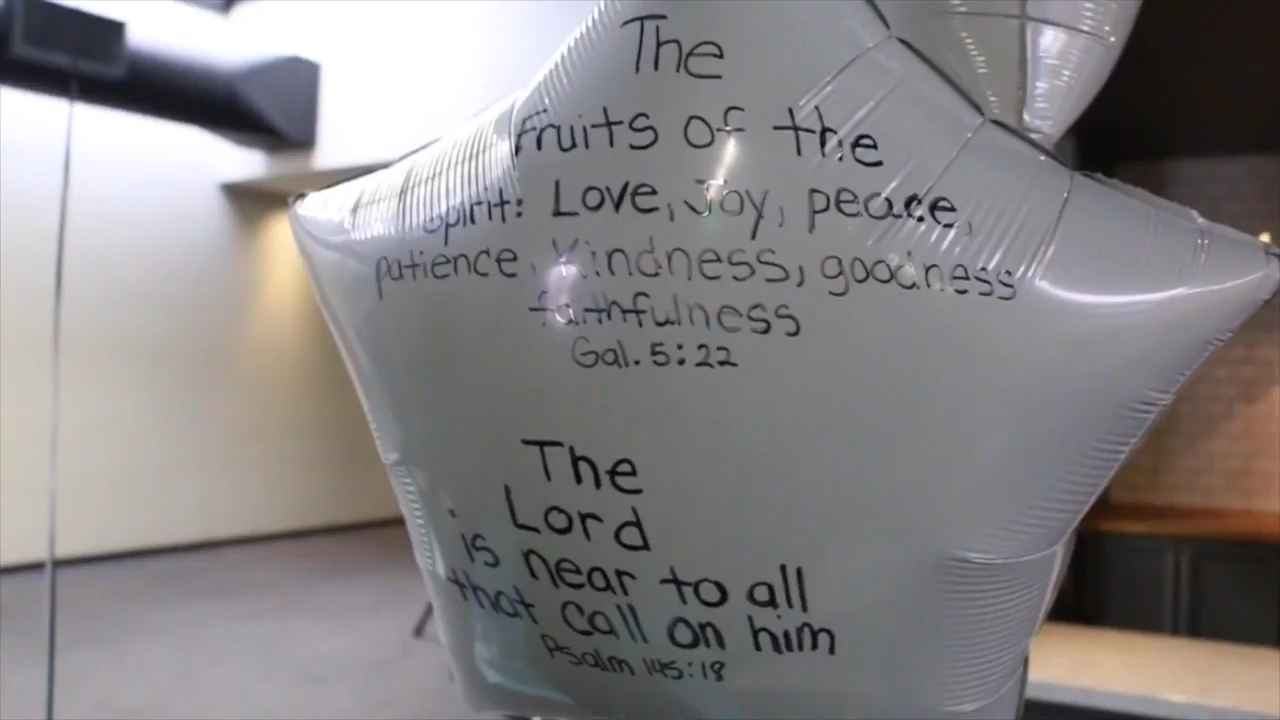 The
Fruits of the
Spirit: Love, Joy, peace,
patience, Kindness, goodness
faithfulness
Gal. 5:22
The
Lord
is near to all
that call on him
Psalm 145:18